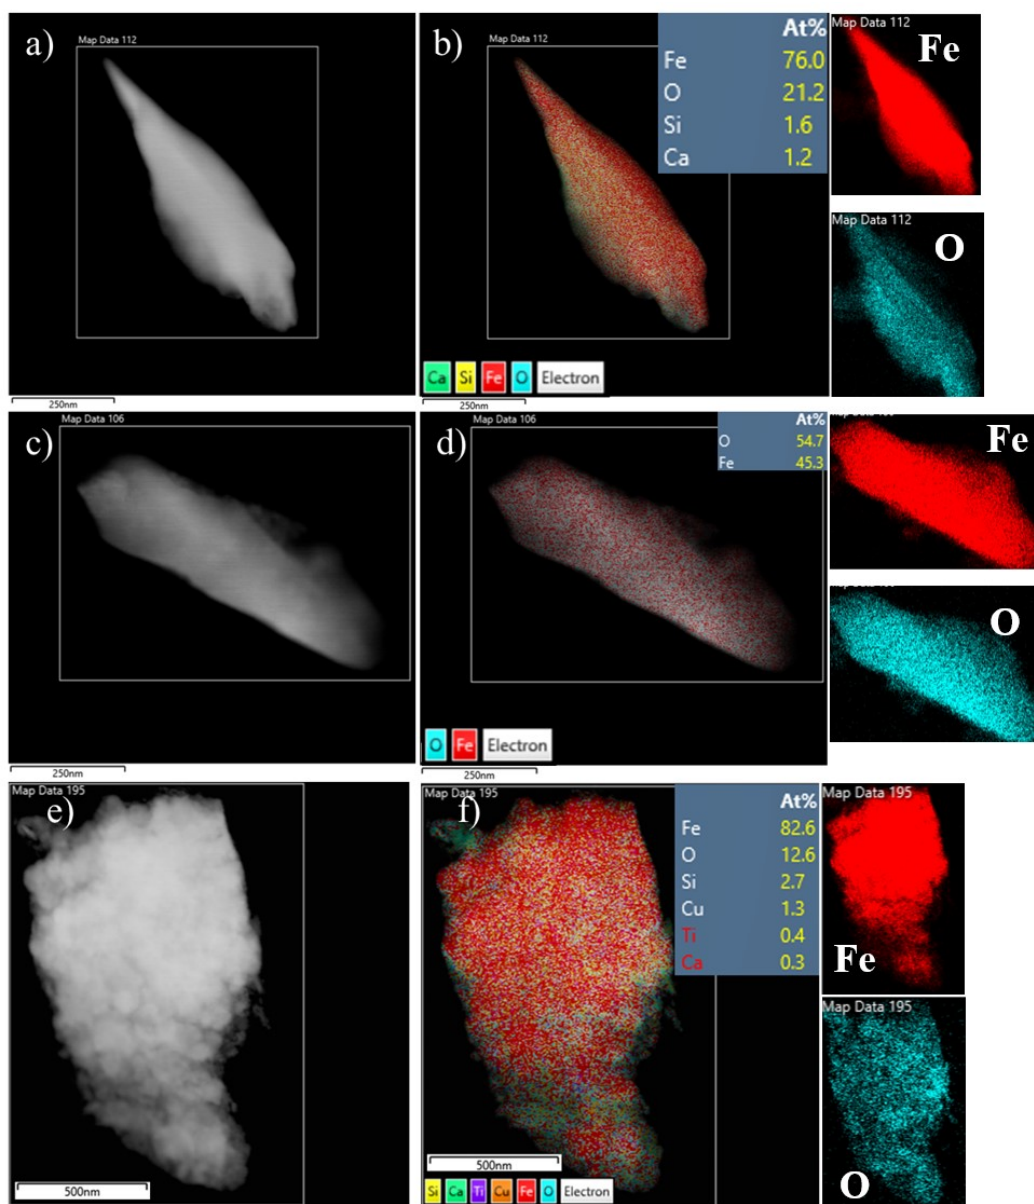 a)
Map Data 112
250nm
b)
Map Data 112
At%
Fe 76.0
O 21.2
Si 1.6
Ca 1.2
Ca Si Fe O Electron
250nm
Map Data 112
Fe
Map Data 112
O
c)
Map Data 106
250nm
d)
Map Data 106
At%
O 54.7
Fe 45.3
O Fe Electron
250nm
Fe
O
e)
Map Data 195
500nm
f)
Map Data 195
At%
Fe 82.6
O 12.6
Si 2.7
Cu 1.3
Ti 0.4
Ca 0.3
500nm
Si Ca Ti Cu Fe O Electron
Map Data 195
Fe
Map Data 195
O